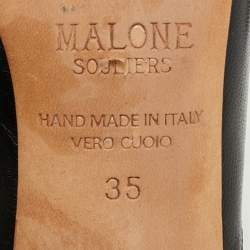 MALONE
SOULIERS
HAND MADE IN ITALY
VERO CUOIO
35